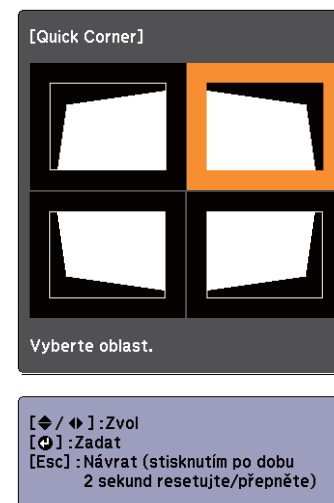 [Quick Corner]
Vyberte oblast.
[ / ] :Zvol
[ ] :Zadat
[Esc] :Návrat (stisknutím po dobu
2 sekund resetujte/přepněte)